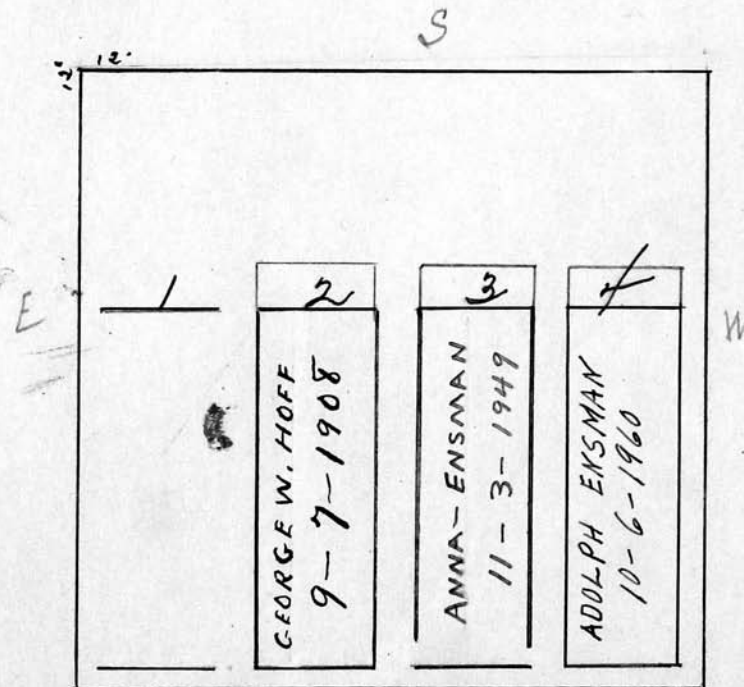 S
12'
12'
E
W
1
2
3
4
GEORGE W. HOFF
9-7-1908
ANNA-ENSMAN
11-3-1949
ADOLPH ENSMAN
10-6-1960